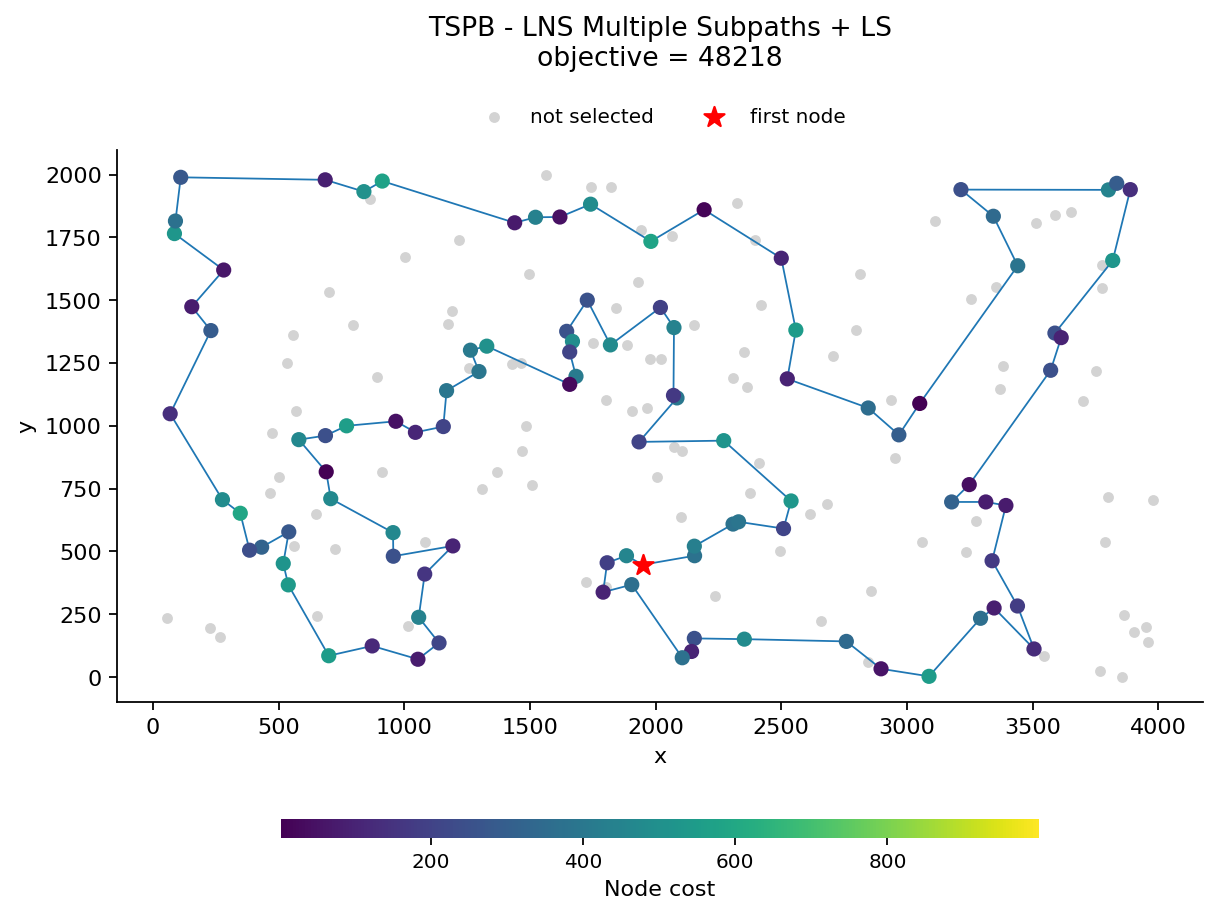 TSPB - LNS Multiple Subpaths + LS
objective = 48218
not selected
first node
2000
1750
1500
1250
1000
750
500
250
0
y
0 500 1000 1500 2000 2500 3000 3500 4000
x
200 400 600 800
Node cost